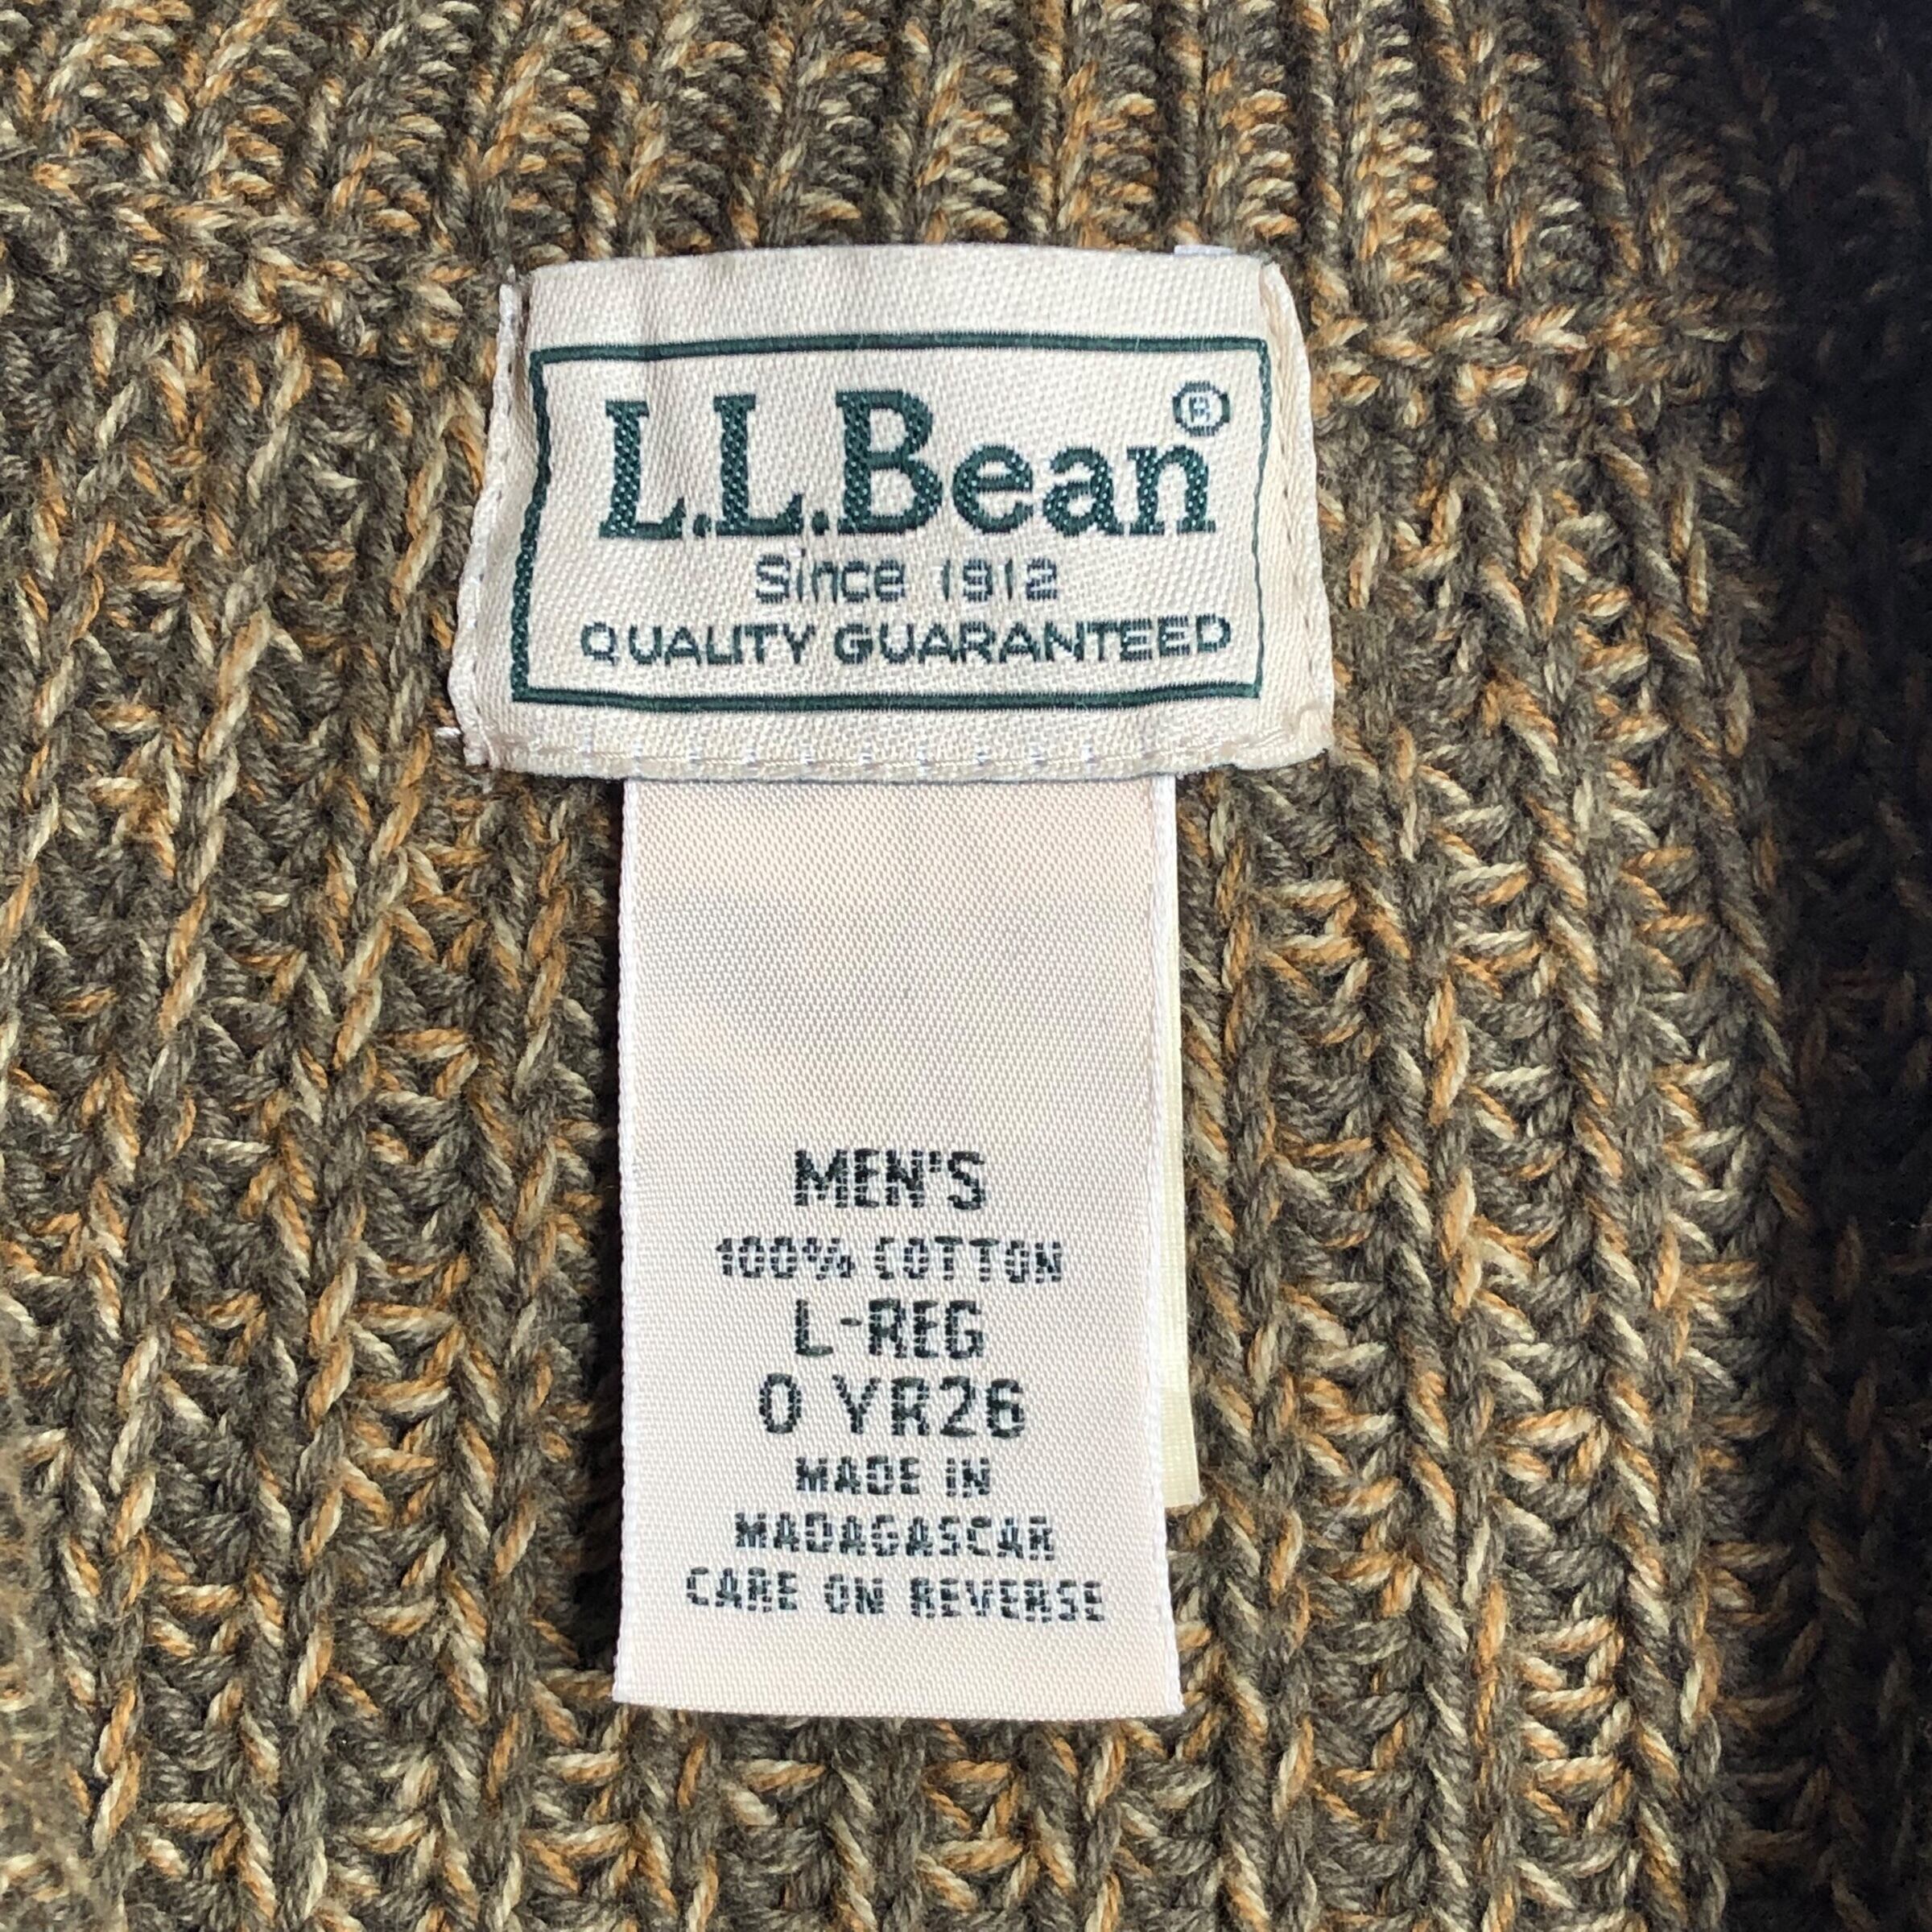 L.L.Bean®
Since 1912
QUALITY GUARANTEED
MEN'S
100% COTTON
L-REG
0 YR26
MADE IN
MADAGASCAR
CARE ON REVERSE